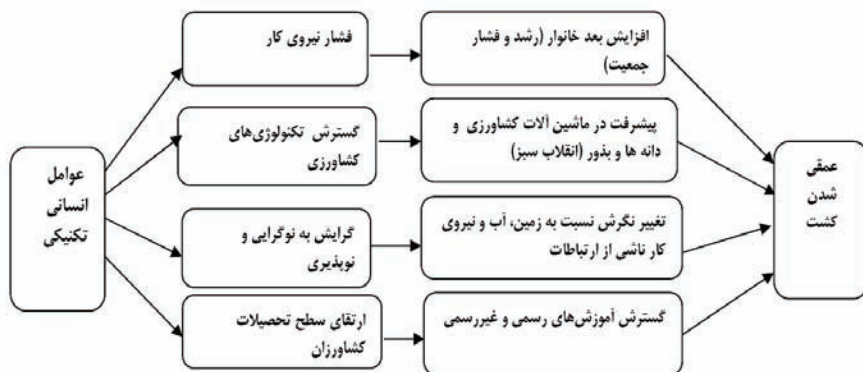 عوامل
انسانی
تکنیکی
فشار نیروی کار
افزایش بعد خانوار (رشد و فشار
جمعیت)
گسترش تکنولوژی‌های
کشاورزی
پیشرفت در ماشین آلات کشاورزی و
دانه ها و بذور (انقلاب سبز)
گرایش به نوگرایی و
نوپذیری
تغییر نگرش نسبت به زمین، آب و نیروی
کار ناشی از ارتباطات
ارتقای سطح تحصیلات
کشاورزان
گسترش آموزش‌های رسمی و غیررسمی
عمقی
شدن
کشت